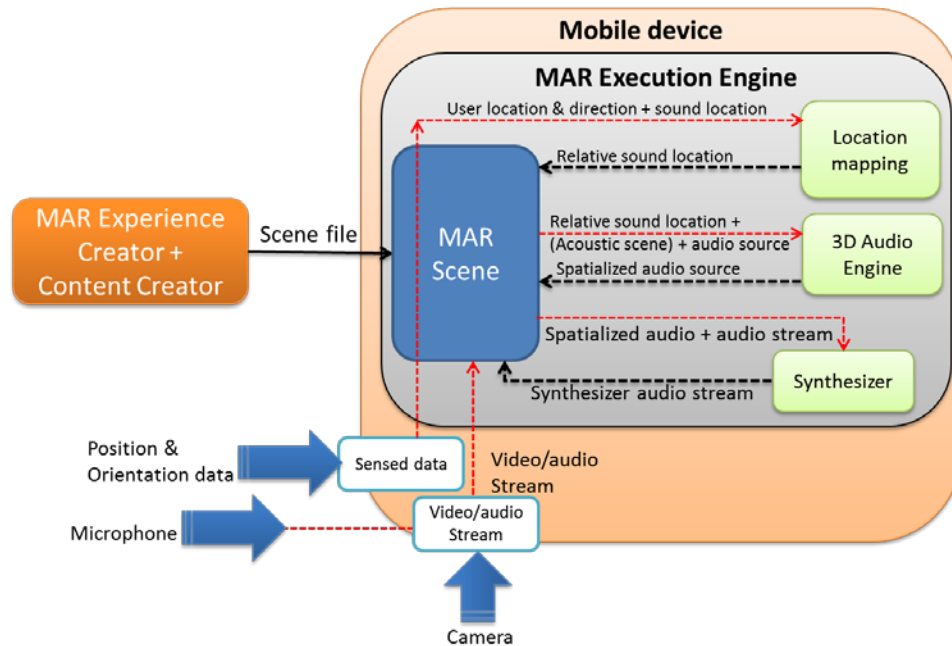 Mobile device
MAR Execution Engine
User location & direction + sound location
Location
mapping
Relative sound location
MAR Experience
Creator +
Content Creator
Scene file
MAR
Scene
Relative sound location +
(Acoustic scene) + audio source
3D Audio
Engine
Spatialized audio source
Spatialized audio + audio stream
Synthesizer
Synthesizer audio stream
Position &
Orientation data
Sensed data
Video/audio
Stream
Microphone
Video/audio
Stream
Camera